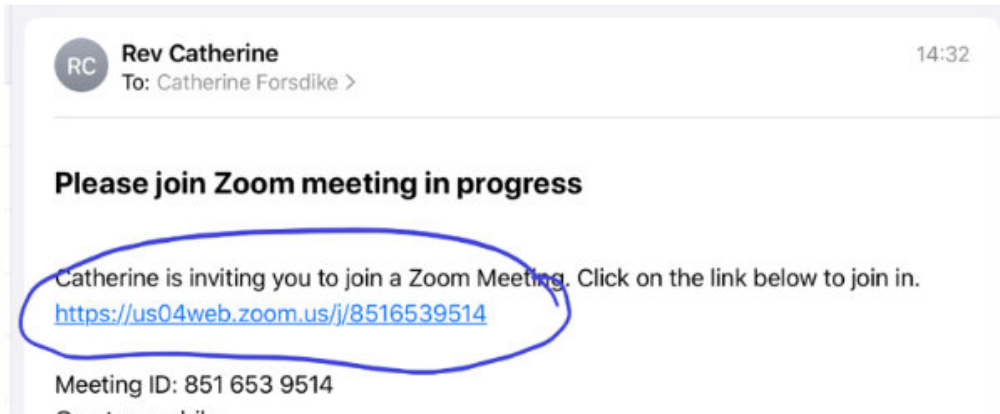 RC
Rev Catherine
14:32
To: Catherine Forsdike >
Please join Zoom meeting in progress
Catherine is inviting you to join a Zoom Meeting. Click on the link below to join in.
https://us04web.zoom.us/j/8516539514
Meeting ID: 851 653 9514